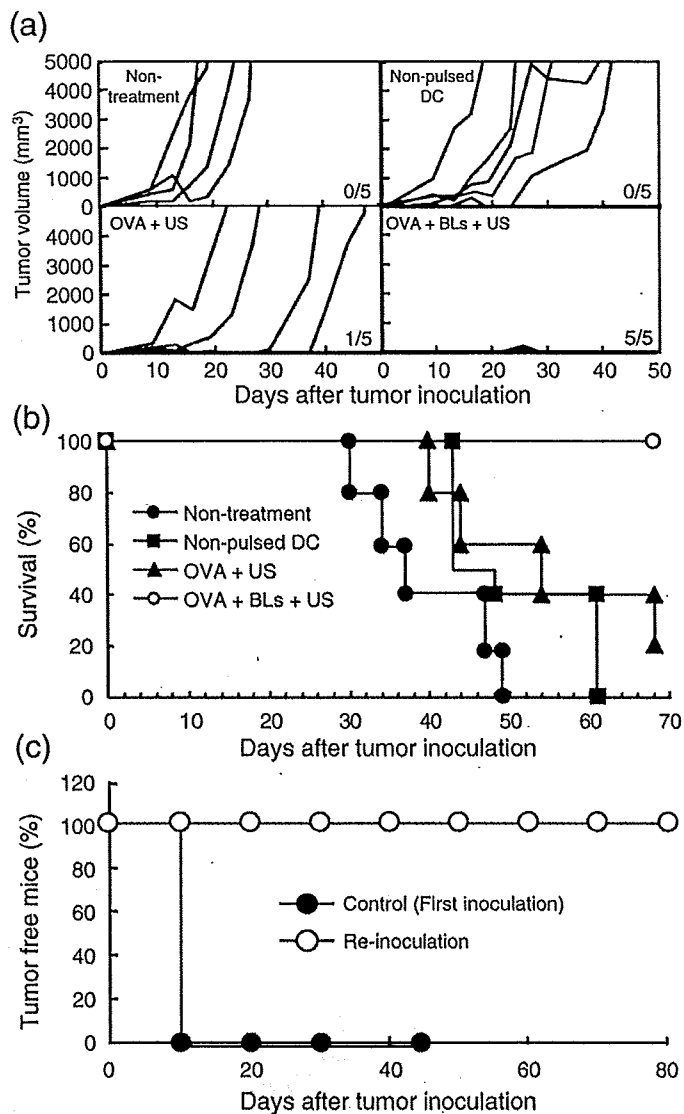 (a)
5000
4000
3000
2000
1000
0
Tumor volume (mm³)
Non-
treatment
0/5
Non-pulsed
DC
0/5
OVA + US
4000
3000
2000
1000
0
1/5
OVA + BLs + US
5/5
0 10 20 30 40 0 10 20 30 40 50
Days after tumor inoculation
(b)
100
80
60
40
20
0
Survival (%)
Non-treatment
Non-pulsed DC
OVA + US
OVA + BLs + US
0 10 20 30 40 50 60 70
Days after tumor inoculation
(c)
120
100
80
60
40
20
0
Tumor free mice (%)
Control (First inoculation)
Re-inoculation
0 20 40 60 80
Days after tumor inoculation